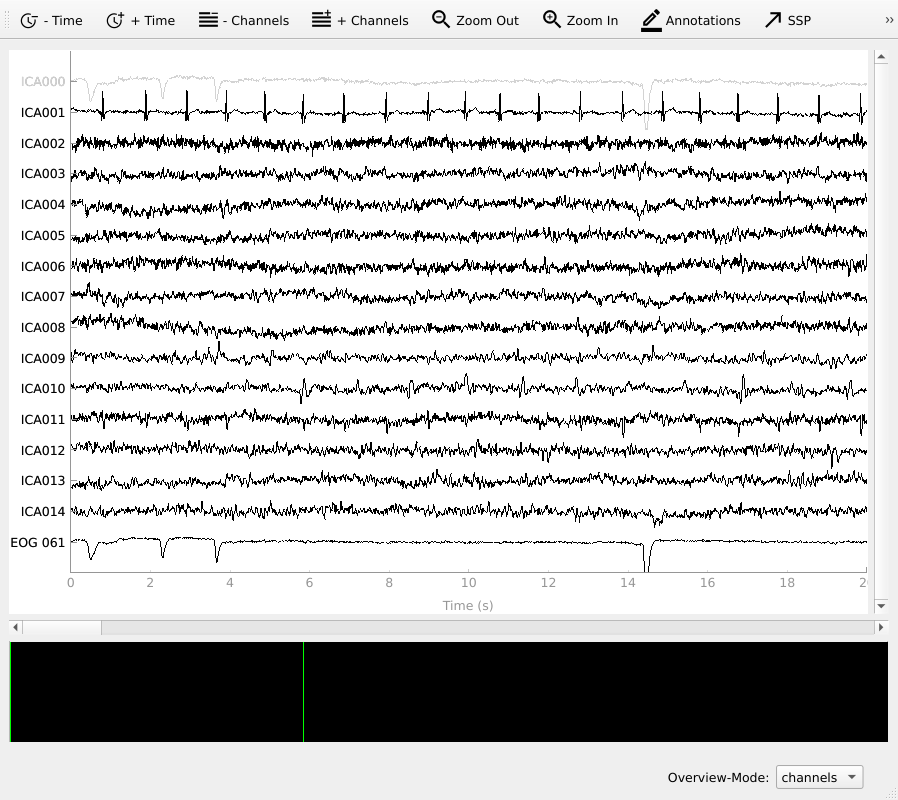 - Time + Time - Channels + Channels Zoom Out Zoom In Annotations SSP »
ICA000
ICA001
ICA002
ICA003
ICA004
ICA005
ICA006
ICA007
ICA008
ICA009
ICA010
ICA011
ICA012
ICA013
ICA014
EOG 061
0 2 4 6 8 10 12 14 16 18 2
Time (s)
Overview-Mode: channels